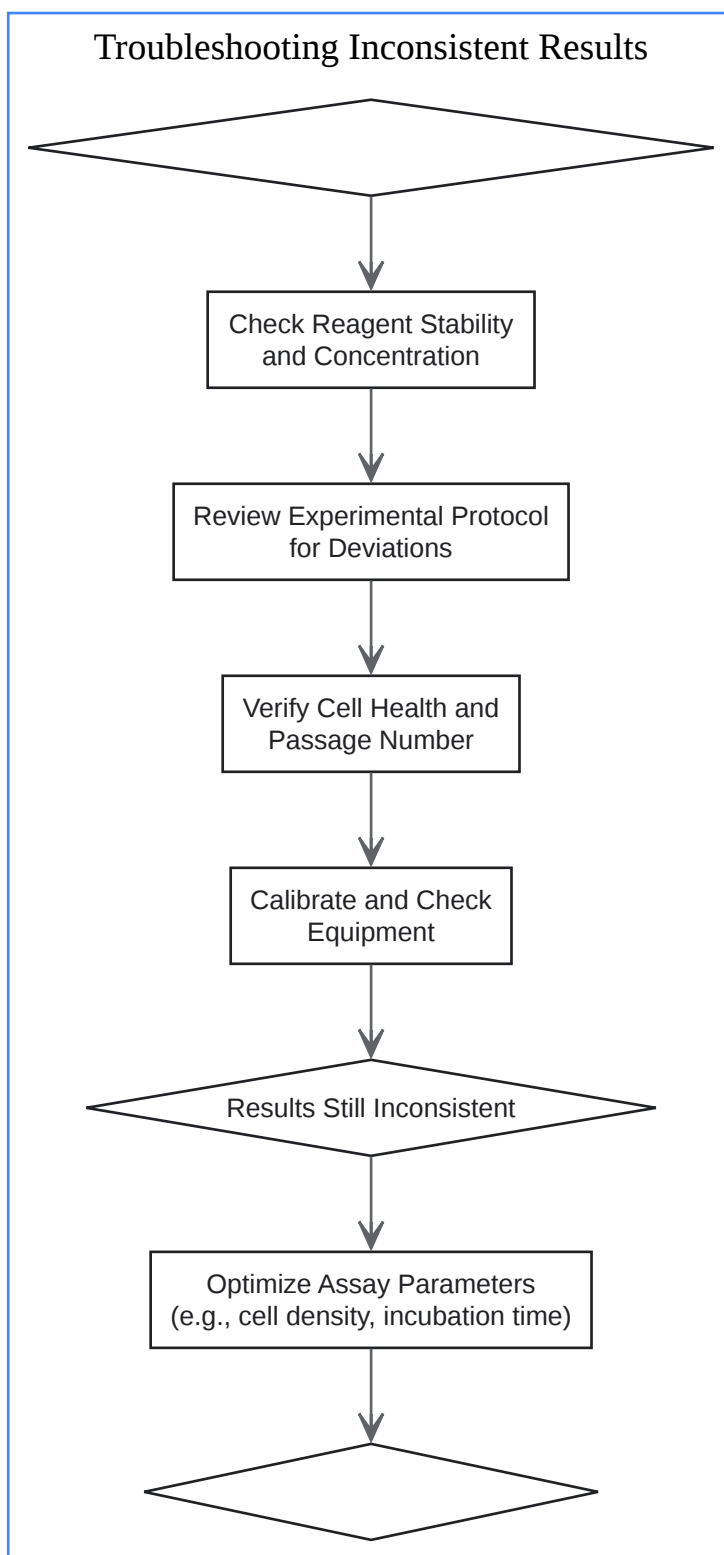 Troubleshooting Inconsistent Results
Check Reagent Stability
and Concentration
Review Experimental Protocol
for Deviations
Verify Cell Health and
Passage Number
Calibrate and Check
Equipment
Results Still Inconsistent
Optimize Assay Parameters
(e.g., cell density, incubation time)